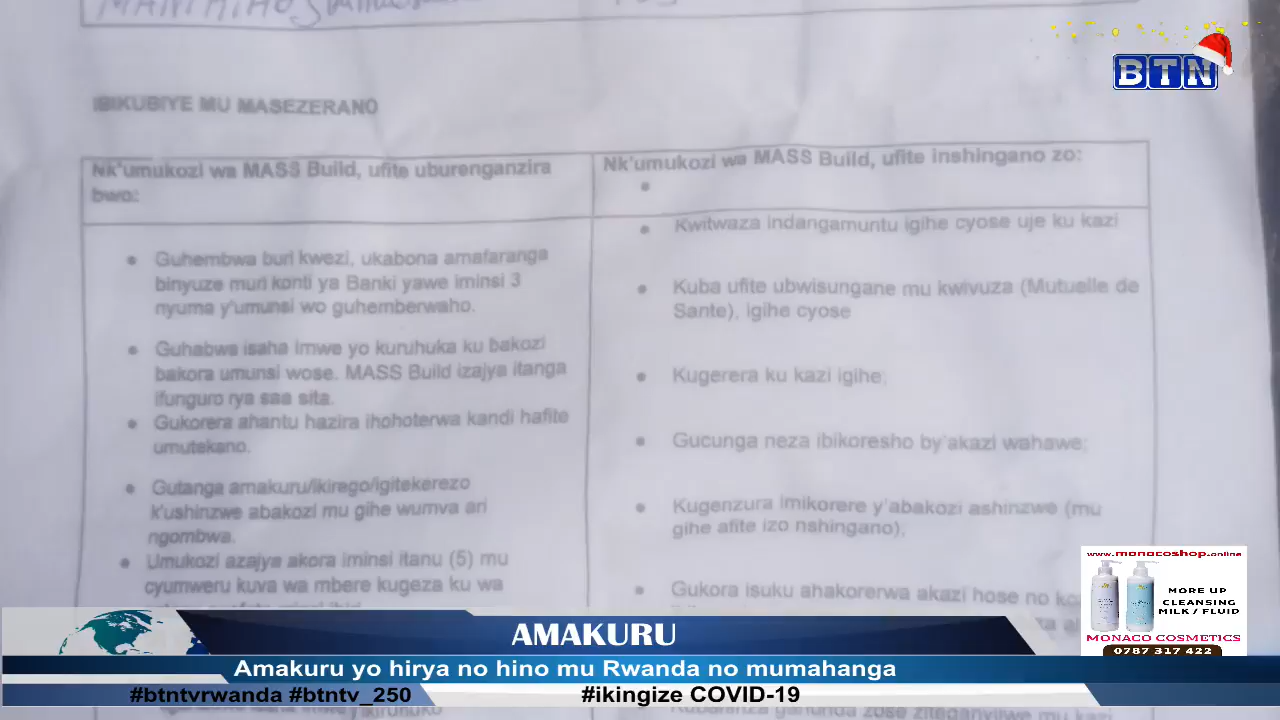 BTN
IBIKUBIYE MU MASEZERANO
Nk'umukozi wa MASS Build, ufite uburenganzira
bwo:
Guhembwa buri kwezi, ukabona amafaranga
binyuze muri konti ya Banki yawe iminsi 3
nyuma y'umunsi wo guhemberwaho.
Guhabwa isaha imwe yo kuruhuka ku bakozi
bakora umunsi wose. MASS Build izajya itanga
ifunguro rya saa sita.
Gukorera ahantu hazira ihohoterwa kandi hafite
umutekano.
Gutanga amakuru/ikirego/igitekerezo
k'ushinzwe abakozi mu gihe wumva ari
ngombwa.
Umukozi azajya akora iminsi itanu (5) mu
cyumweru kuva wa mbere kugeza ku wa
Nk'umukozi wa MASS Build, ufite inshingano zo:
Kwitwaza indangamuntu igihe cyose uje ku kazi
Kuba ufite ubwisungane mu kwivuza (Mutuelle de
Sante), igihe cyose
Kugerera ku kazi igihe;
Gucunga neza ibikoresho by'akazi wahawe;
Kugenzura imikorere y'abakozi ashinzwe (mu
gihe afite izo nshingano);
Gukora isuku ahakorerwa akazi hose no
www.monacoshop.online
MORE UP
CLEANSING
MILK / FLUID
MONACO COSMETICS
0787 317 422
AMAKURU
Amakuru yo hirya no hino mu Rwanda no mumahanga
#btntvrwanda #btntv_250
#ikingize COVID-19